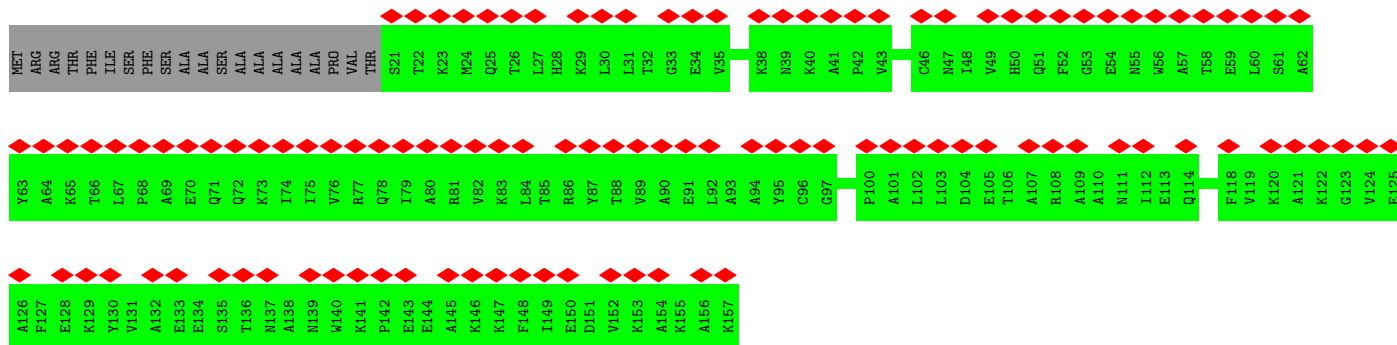 MET ARG ARG THR PHE ILE SER PHE SER ALA ALA SER ALA ALA ALA ALA ALA PRO VAL THR S21 T22 K23 M24 Q25 T26 L27 H28 K29 L30 L31 T32 G33 E34 V35 K38 N39 K40 A41 P42 V43 C46 N47 I48 V49 H50 Q51 F52 G53 E54 N55 W56 A57 T58 E59 L60 S61 A62
Y63 A64 K65 T66 L67 P68 A69 E70 Q71 Q72 K73 I74 I75 V76 R77 Q78 I79 A80 R81 V82 K83 L84 T85 R86 Y87 T88 V89 A90 E91 L92 A93 A94 Y95 C96 G97 P100 A101 L102 L103 D104 E105 T106 A107 R108 A109 A110 N111 I112 E113 Q114 F118 V119 K120 A121 K122 G123 V124 E125
A126 F127 E128 K129 Y130 V131 A132 E133 E134 S135 T136 N137 A138 N139 W140 K141 P142 E143 E144 A145 K146 K147 F148 I149 E150 D151 V152 K153 A154 K155 A156 K157